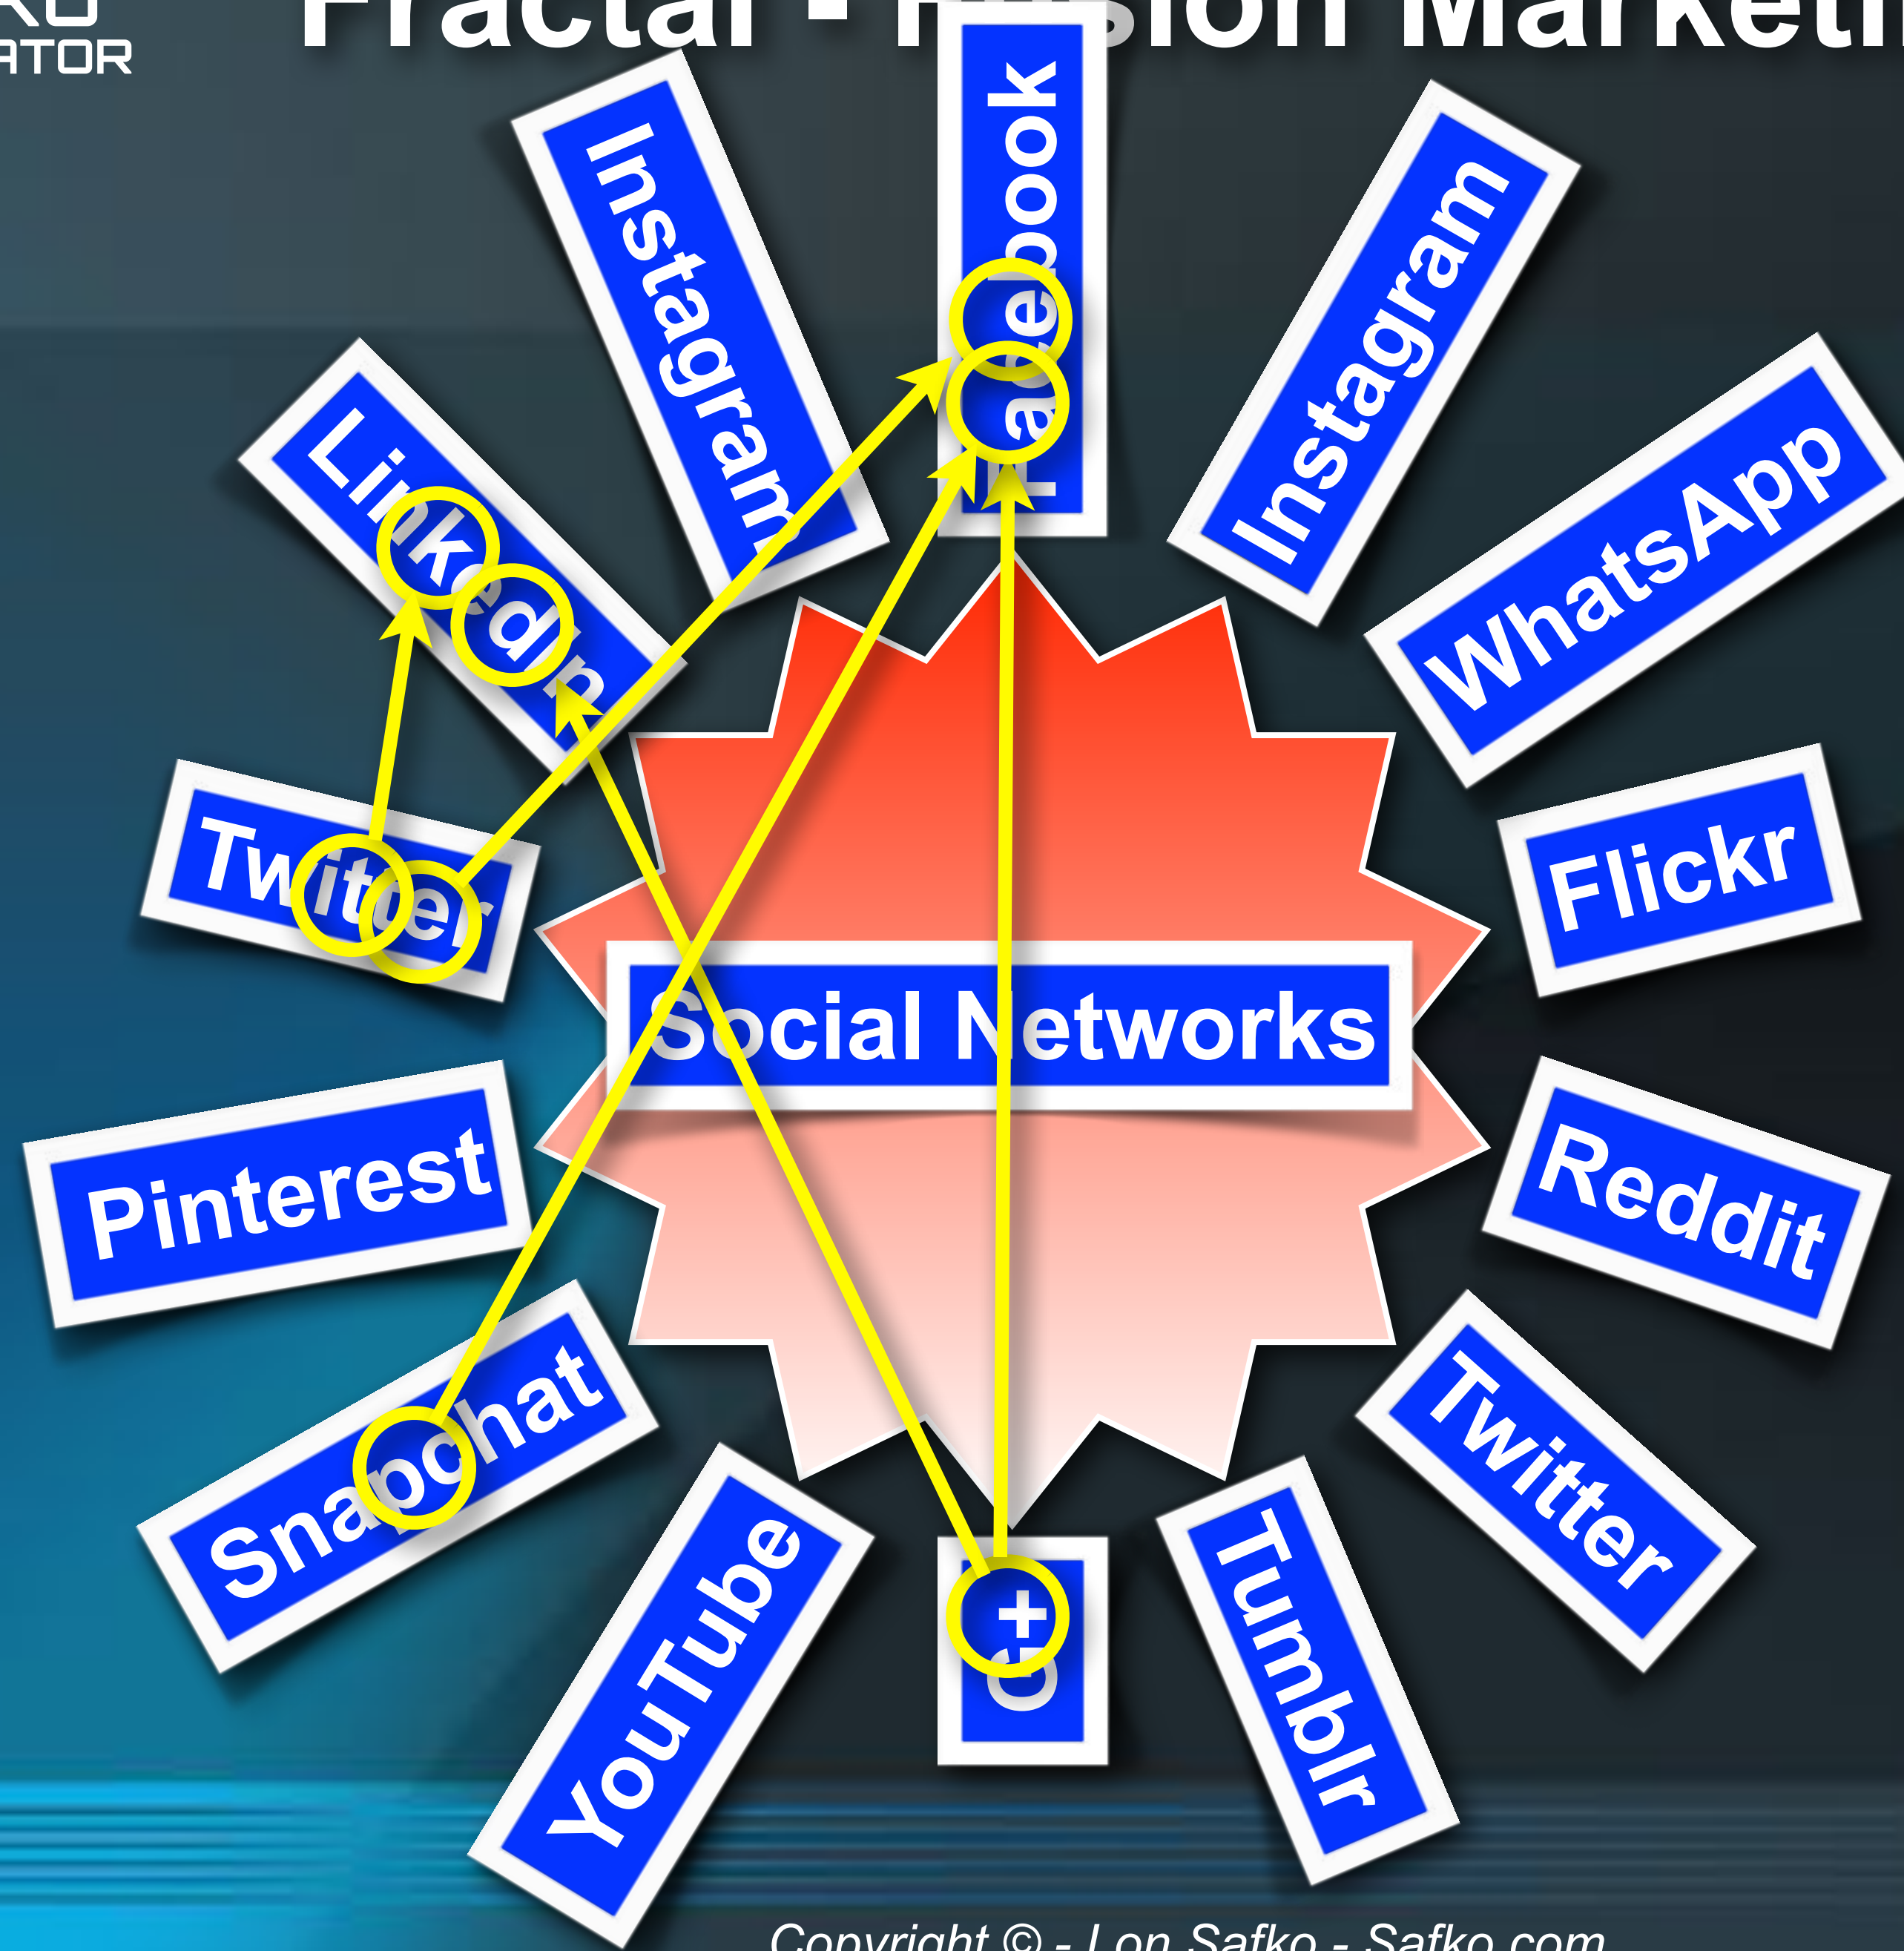 ATOR
Fractal - Fusion Marketi
Facebook
Instagram
Instagram
LinkedIn
WhatsApp
Twitter
Flickr
Social Networks
Pinterest
Reddit
Snapchat
Twitter
YouTube
G+
Tumblr
Copyright © - Lon Safko - Safko.com